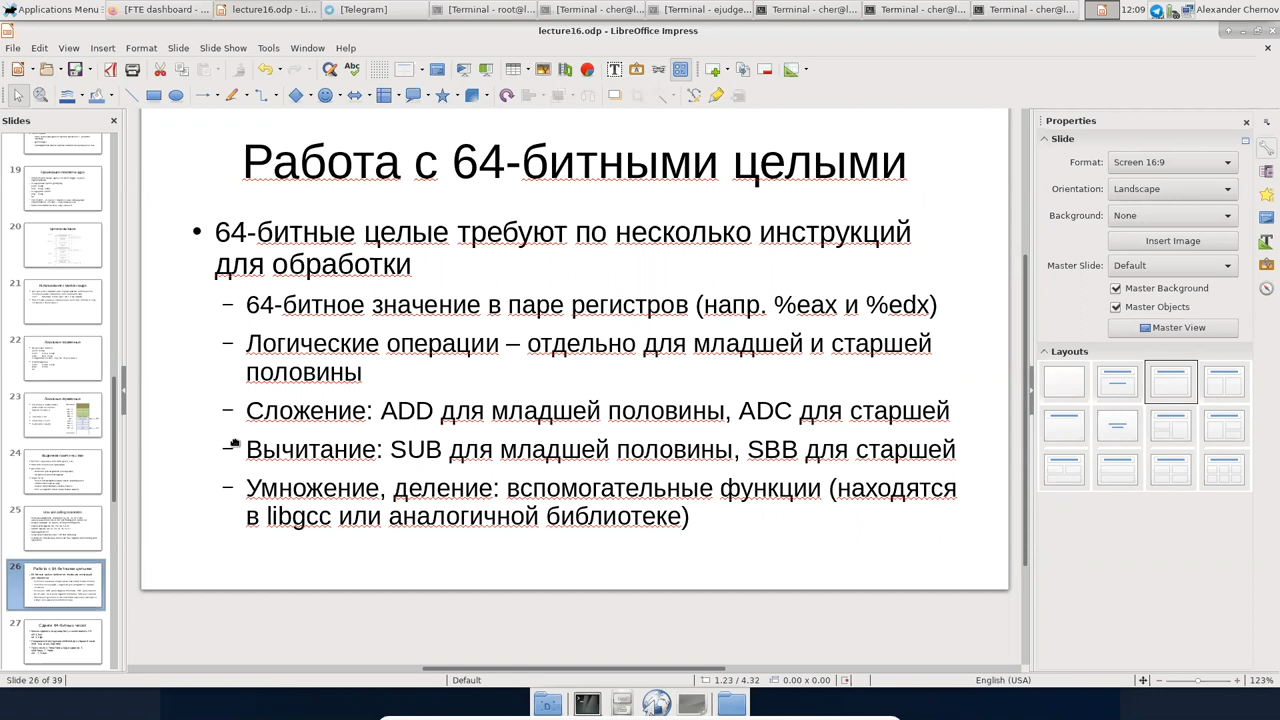 Applications Menu
[FTE dashboard - ...
lecture16.odp - Li...
[Telegram]
[Terminal - root@l...
[Terminal - cher@l...
[Terminal - ejudge...
Terminal - cher@l...
Terminal - cher@l...
Terminal - cher@l...
12:09
Alexander Chernov
lecture16.odp - LibreOffice Impress
File Edit View Insert Format Slide Slide Show Tools Window Help
Slides
19
20
21
22
23
24
25
26
27
Работа с 64-битными целыми
• 64-битные целые требуют по несколько инструкций
для обработки
– 64-битное значение в паре регистров (напр. %eax и %edx)
– Логические операции – отдельно для младшей и старшей
половины
– Сложение: ADD для младшей половины, ADC для старшей
– Вычитание: SUB для младшей половины, SBB для старшей
– Умножение, деление: вспомогательные функции (находятся
в libgcc или аналогичной библиотеке)
Properties
Slide
Format: Screen 16:9
Orientation: Landscape
Background: None
Insert Image
Master Slide: Default
Master Background
Master Objects
Master View
Layouts
Slide 26 of 39
Default
1.23 / 4.32
0.00 x 0.00
English (USA)
123%